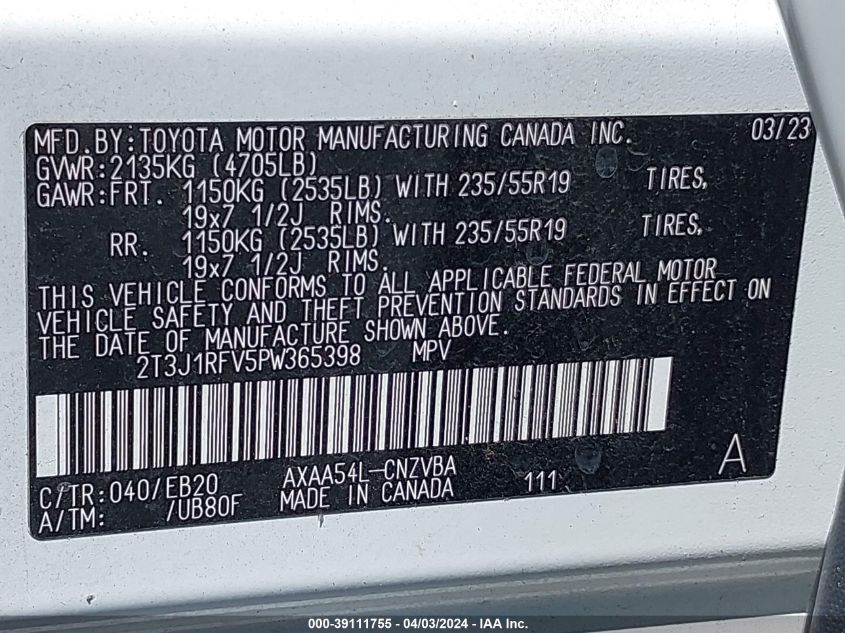 MFD.BY:TOYOTA MOTOR MANUFACTURING CANADA INC. 03/23
GVWR:2135KG (4705LB)
GAWR:FRT. 1150KG (2535LB) WITH 235/55R19 TIRES,
19x7 1/2J RIMS.
RR. 1150KG (2535LB) WITH 235/55R19 TIRES,
19x7 1/2J RIMS.
THIS VEHICLE CONFORMS TO ALL APPLICABLE FEDERAL MOTOR
VEHICLE SAFETY AND THEFT PREVENTION STANDARDS IN EFFECT ON
THE DATE OF MANUFACTURE SHOWN ABOVE.
2T3J1RFV5PW365398 MPV
C/TR:040/EB20 AXAA54L-CNZVBA 111 A
A/TM: /UB80F MADE IN CANADA
000-39111755 - 04/03/2024 - IAA Inc.